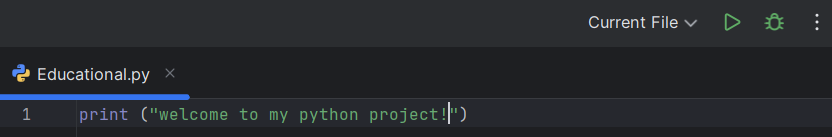 Current File
Educational.py
1 print ("welcome to my python project!")